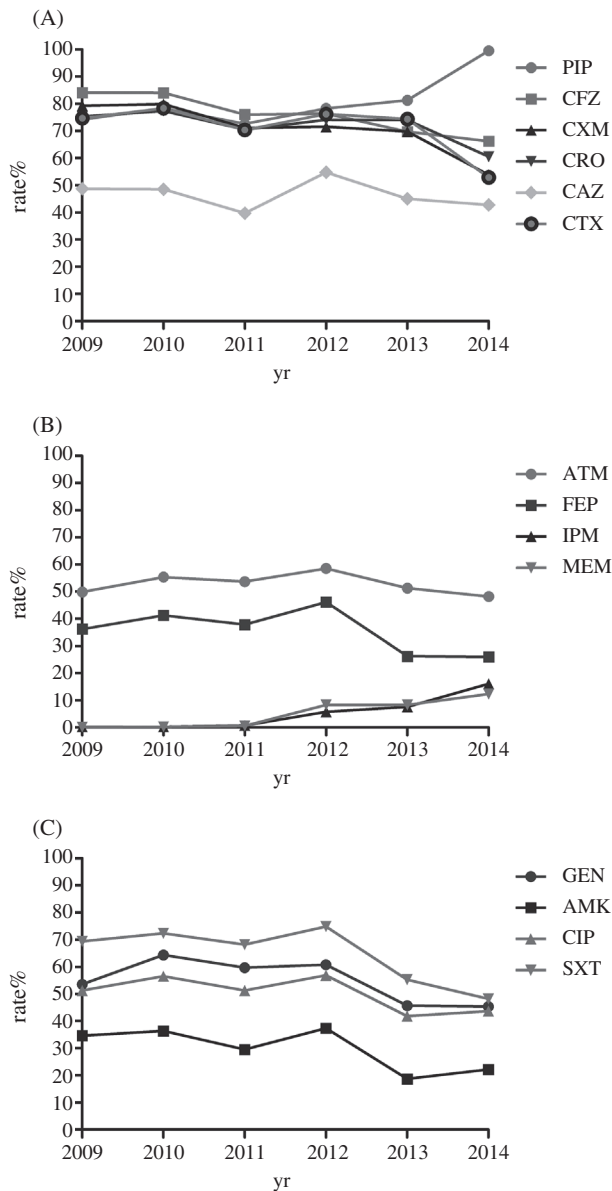 (A)
100
90
80
70
60
50
40
30
20
10
0
rate%
2009 2010 2011 2012 2013 2014
yr
PIP
CFZ
CXM
CRO
CAZ
CTX
(B)
100
90
80
70
60
50
40
30
20
10
0
rate%
2009 2010 2011 2012 2013 2014
yr
ATM
FEP
IPM
MEM
(C)
100
90
80
70
60
50
40
30
20
10
0
rate%
2009 2010 2011 2012 2013 2014
yr
GEN
AMK
CIP
SXT